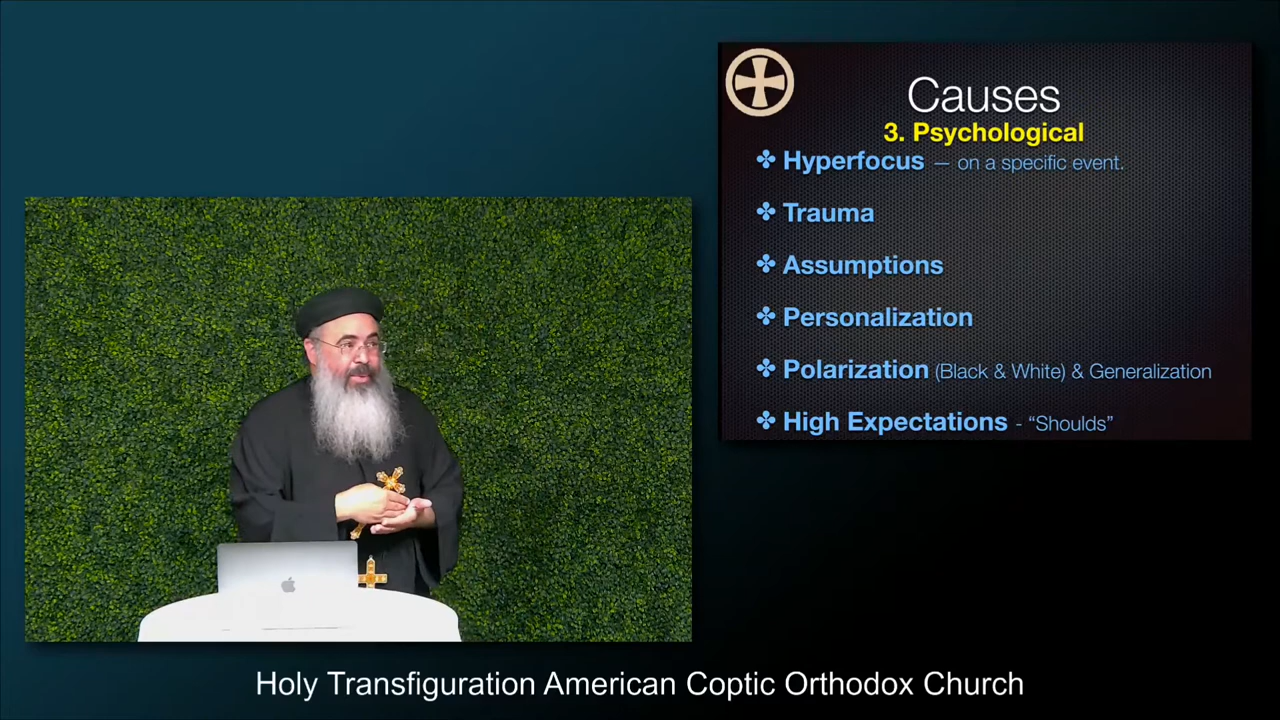 Causes
3. Psychological
✤ Hyperfocus — on a specific event.
✤ Trauma
✤ Assumptions
✤ Personalization
✤ Polarization (Black & White) & Generalization
✤ High Expectations - “Shoulds”
Holy Transfiguration American Coptic Orthodox Church